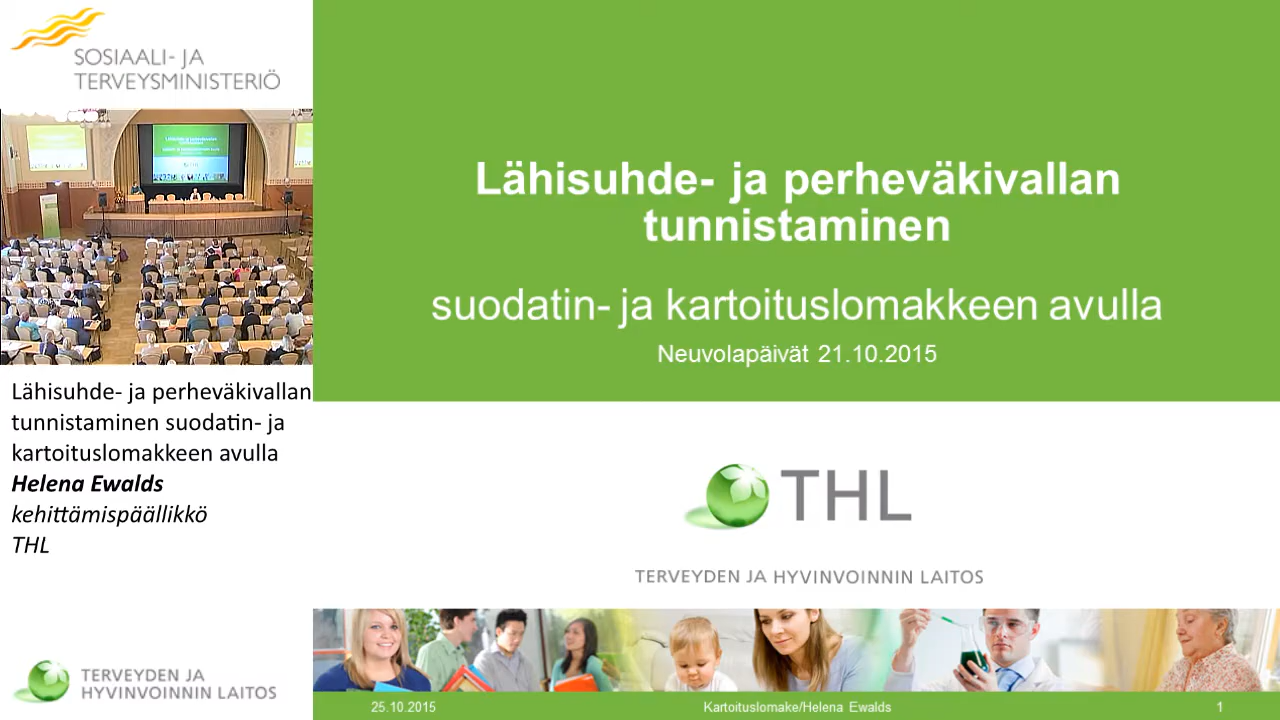 SOSIAALI- JA
TERVEYSMINISTERIÖ
Lähisuhde- ja perheväkivallan
tunnistaminen suodatin- ja
kartoituslomakkeen avulla
Helena Ewalds
kehittämispäällikkö
THL
TERVEYDEN JA
HYVINVOINNIN LAITOS
Lähisuhde- ja perheväkivallan
tunnistaminen
suodatin- ja kartoituslomakkeen avulla
Neuvolapäivät 21.10.2015
THL
TERVEYDEN JA HYVINVOINNIN LAITOS
25.10.2015
Kartoituslomake/Helena Ewalds
1